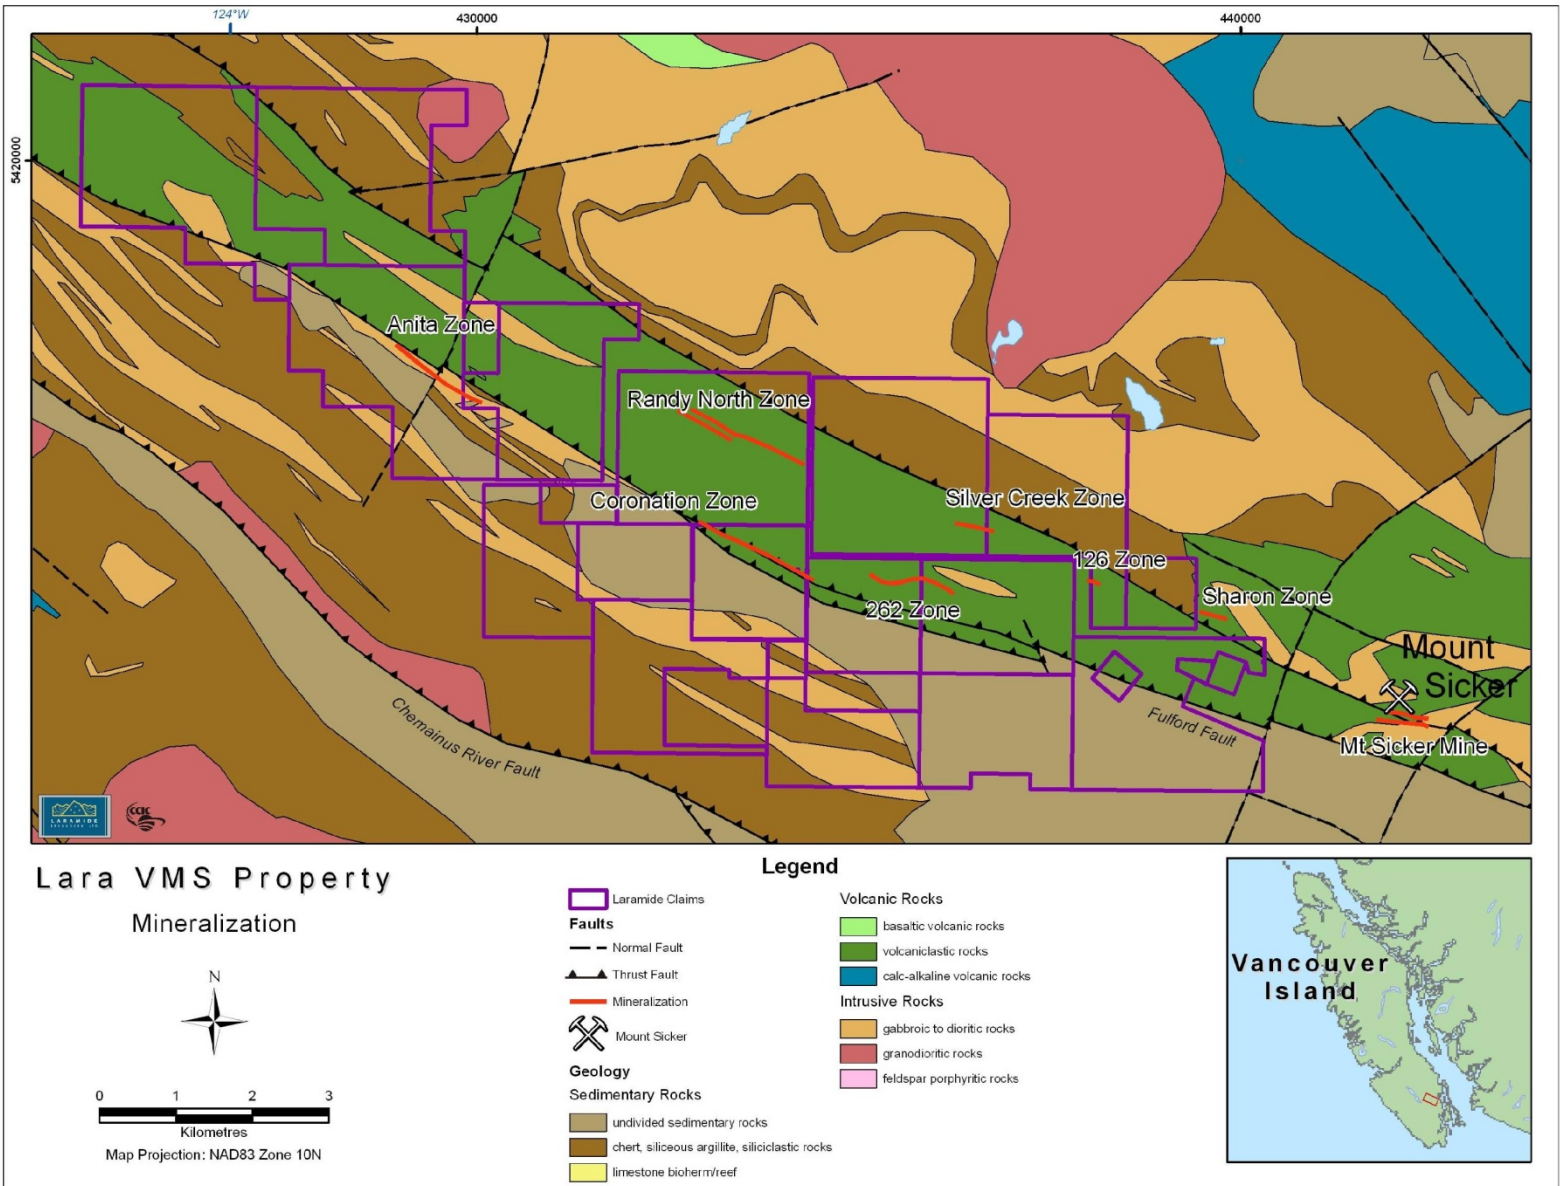 124°W
430000
440000
5420000
Anita Zone
Randy North Zone
Coronation Zone
Silver Creek Zone
126 Zone
262 Zone
Sharon Zone
Mount
Sicker
Mt Sicker Mine
Fulford Fault
Chemainus River Fault
LARAMIDE
Lara VMS Property
Mineralization
N
0 1 2 3
Kilometres
Map Projection: NAD83 Zone 10N
Legend
Laramide Claims
Faults
Normal Fault
Thrust Fault
Mineralization
Mount Sicker
Geology
Sedimentary Rocks
undivided sedimentary rocks
chert, siliceous argillite, siliciclastic rocks
limestone bioherm/reef
Volcanic Rocks
basaltic volcanic rocks
volcaniclastic rocks
calc-alkaline volcanic rocks
Intrusive Rocks
gabbroic to dioritic rocks
granodioritic rocks
feldspar porphyritic rocks
Vancouver
Island